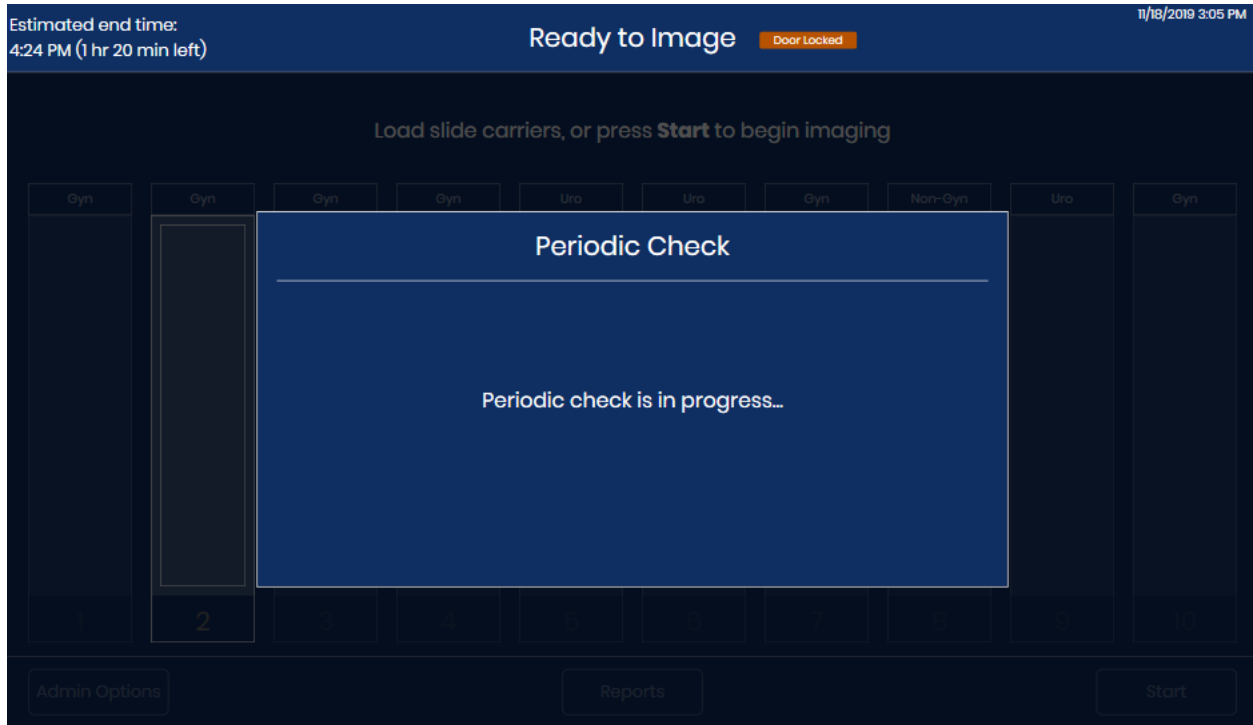 Estimated end time:
4:24 PM (1 hr 20 min left)
Ready to Image
Door Locked
11/18/2019 3:05 PM
Load slide carriers, or press Start to begin imaging
Gyn Gyn Gyn Gyn Uro Uro Gyn Non-Gyn Uro Gyn
Periodic Check
Periodic check is in progress...
1 2 3 4 5 6 7 8 9 10
Admin Options Reports Start